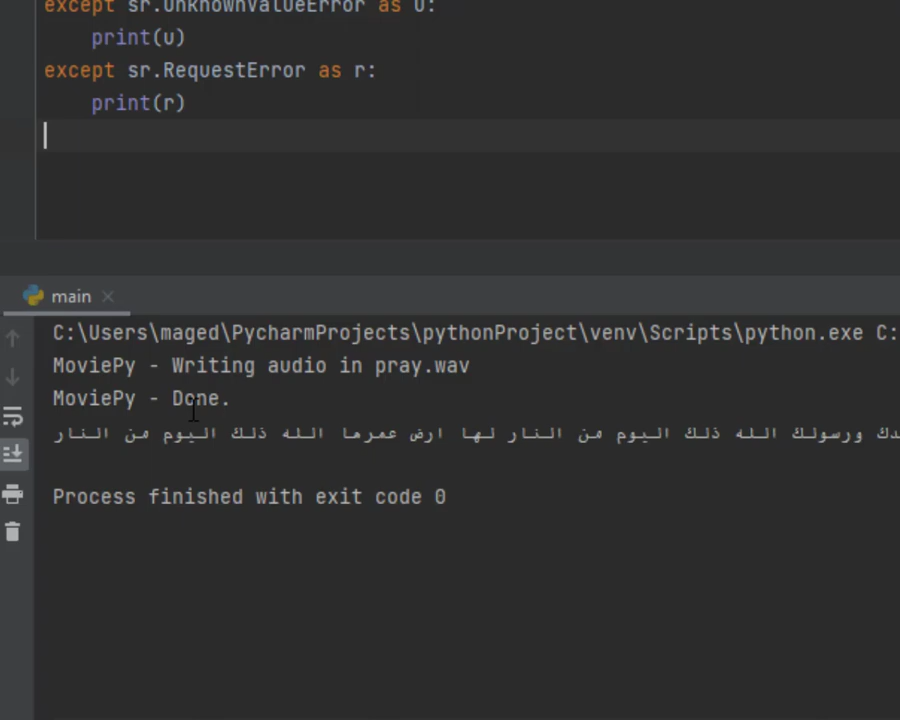 except sr.UnknownValueError as u:
print(u)
except sr.RequestError as r:
print(r)
main
C:\Users\maged\PycharmProjects\pythonProject\venv\Scripts\python.exe C:
MoviePy - Writing audio in pray.wav
MoviePy - Done.
ورسولك الله ذلك اليوم من النار لها ارض عمرها الله ذلك اليوم من النار
Process finished with exit code 0